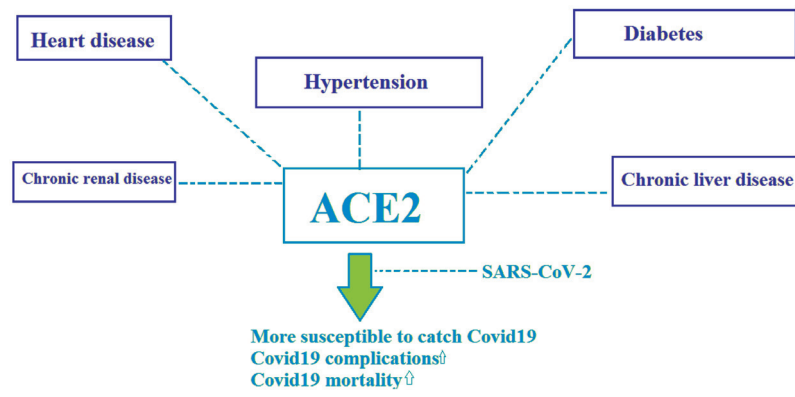 Heart disease
Diabetes
Hypertension
Chronic renal disease
Chronic liver disease
ACE2
SARS-CoV-2
More susceptible to catch Covid19
Covid19 complications⇧
Covid19 mortality⇧